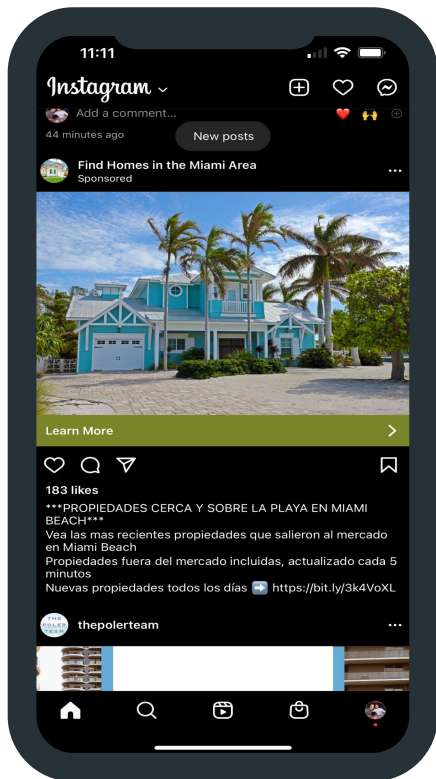 11:11
Instagram
Add a comment...
44 minutes ago
New posts
Find Homes in the Miami Area
Sponsored
Learn More
183 likes
***PROPIEDADES CERCA Y SOBRE LA PLAYA EN MIAMI
BEACH***
Vea las mas recientes propiedades que salieron al mercado
en Miami Beach
Propiedades fuera del mercado incluidas, actualizado cada 5
minutos
Nuevas propiedades todos los días ➡️ https://bit.ly/3k4VoXL
THE
POLER
TEAM
thepolerteam